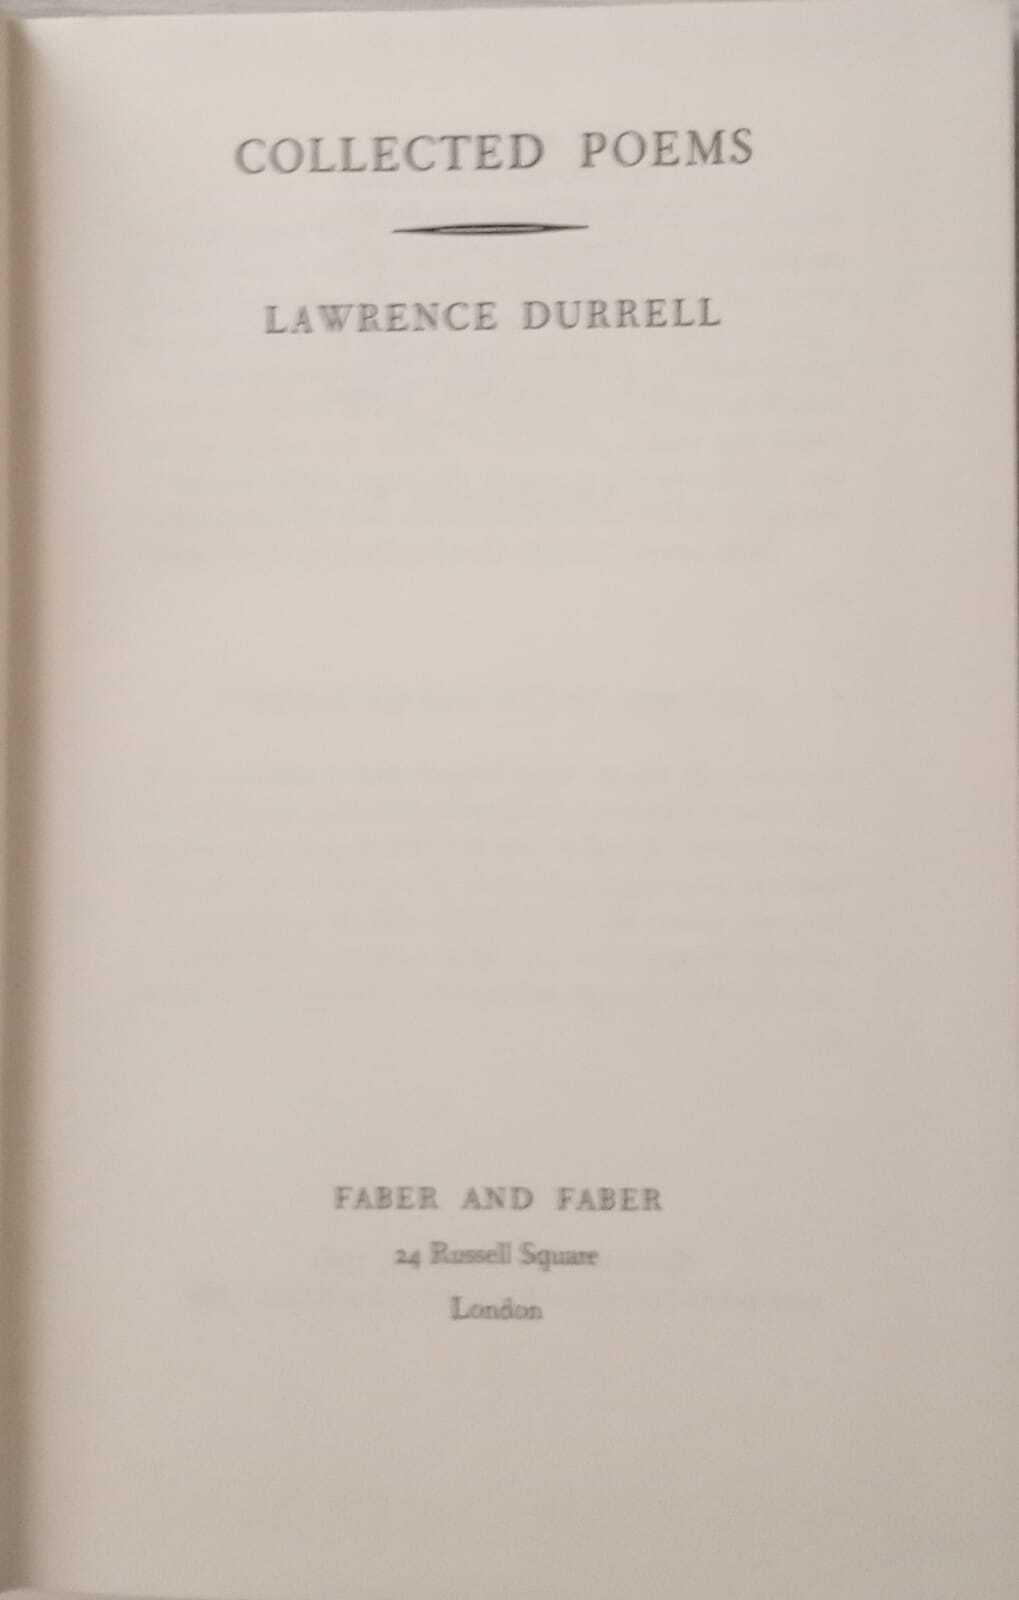 COLLECTED POEMS
LAWRENCE DURRELL
FABER AND FABER
24 Russell Square
London